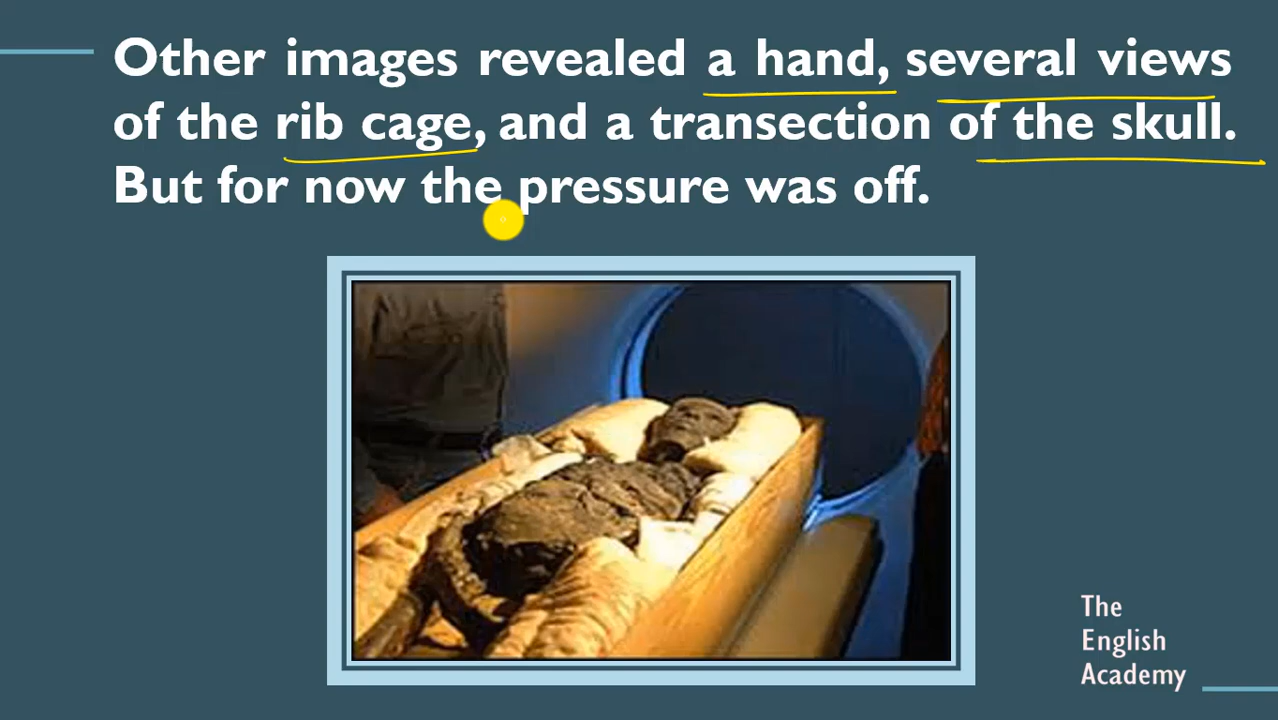 Other images revealed a hand, several views
of the rib cage, and a transection of the skull.
But for now the pressure was off.
The
English
Academy